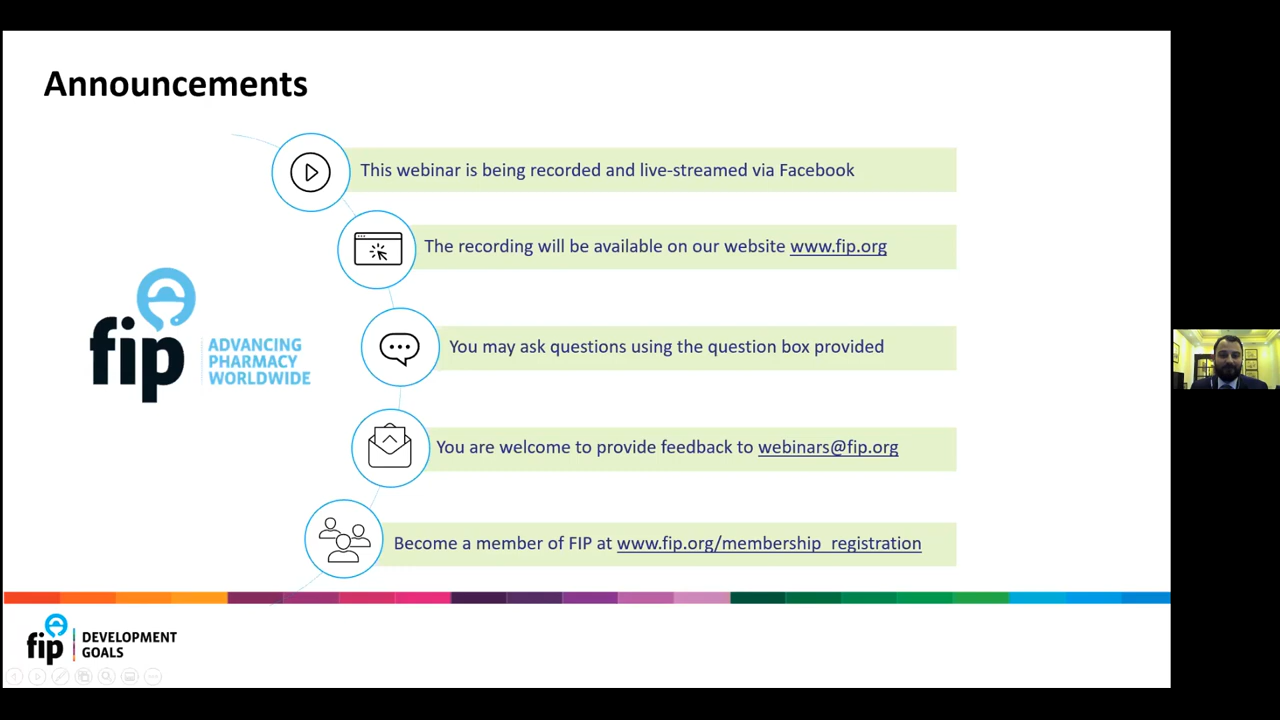 Announcements
This webinar is being recorded and live-streamed via Facebook
The recording will be available on our website www.fip.org
You may ask questions using the question box provided
You are welcome to provide feedback to webinars@fip.org
Become a member of FIP at www.fip.org/membership_registration
fip
ADVANCING
PHARMACY
WORLDWIDE
fip
DEVELOPMENT
GOALS